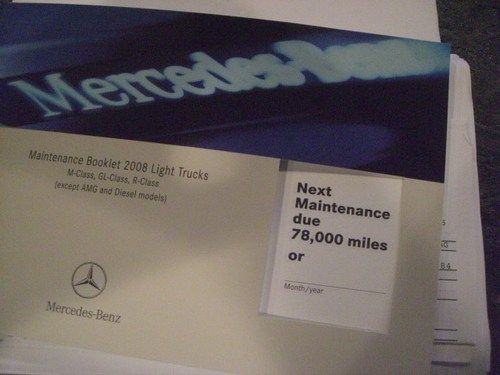 Mercedes-Benz
Maintenance Booklet 2008 Light Trucks
M-Class, GL-Class, R-Class
(except AMG and Diesel models)
Next
Maintenance
due
78,000 miles
or
Month/year
Mercedes-Benz
84